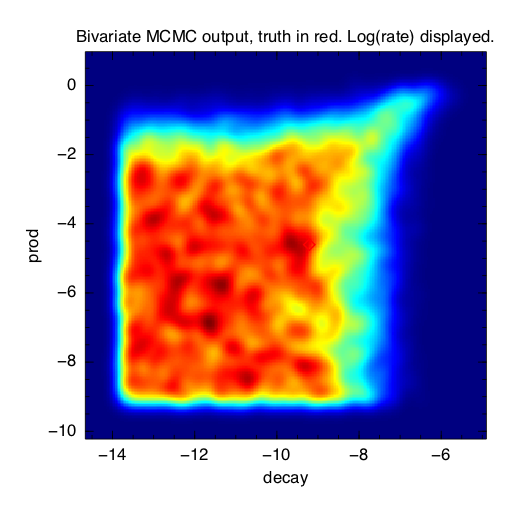 Bivariate MCMC output, truth in red. Log(rate) displayed.
0
−2
−4
−6
−8
−10
prod
−14 −12 −10 −8 −6
decay